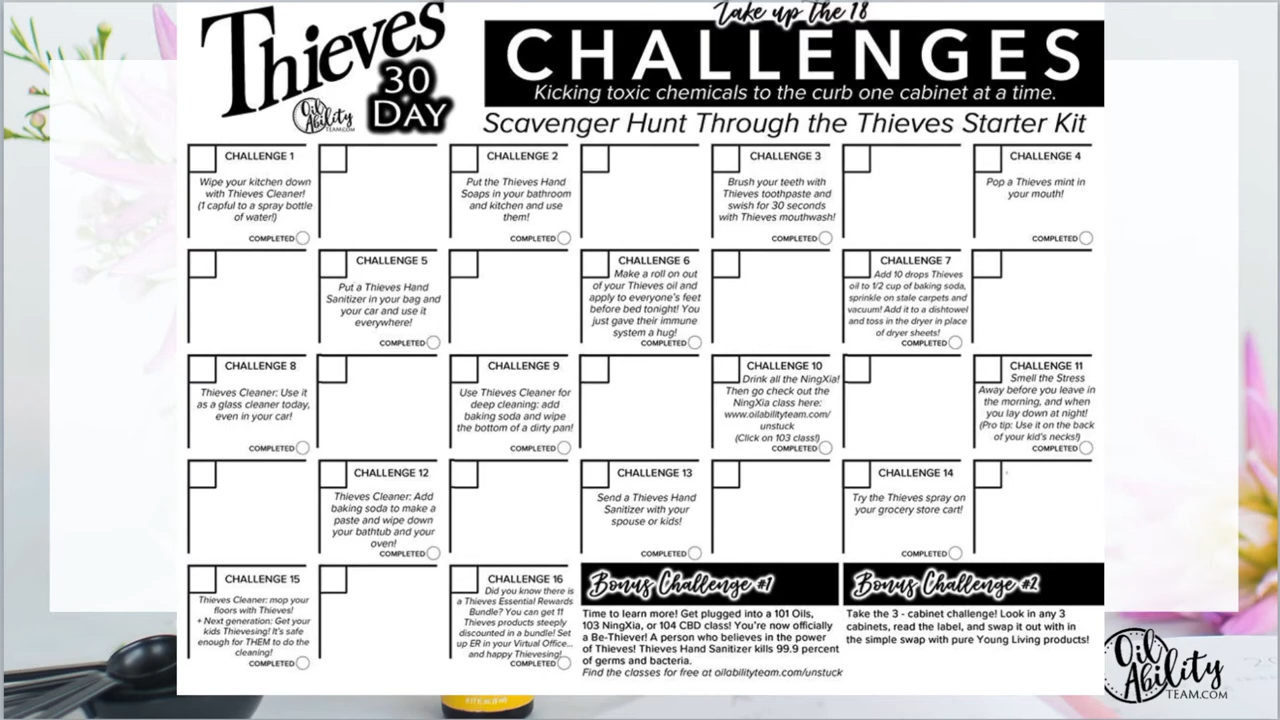 Thieves
30
DAY
Oil
Ability
TEAM.COM
Take up the 18
CHALLENGES
Kicking toxic chemicals to the curb one cabinet at a time.
Scavenger Hunt Through the Thieves Starter Kit
CHALLENGE 1
Wipe your kitchen down
with Thieves Cleaner!
(1 capful to a spray bottle
of water!)
COMPLETED
CHALLENGE 2
Put the Thieves Hand
Soaps in your bathroom
and kitchen and use
them!
COMPLETED
CHALLENGE 3
Brush your teeth with
Thieves toothpaste and
swish for 30 seconds
with Thieves mouthwash!
COMPLETED
CHALLENGE 4
Pop a Thieves mint in
your mouth!
COMPLETED
CHALLENGE 5
Put a Thieves Hand
Sanitizer in your bag and
your car and use it
everywhere!
COMPLETED
CHALLENGE 6
Make a roll on out
of your Thieves oil and
apply to everyone's feet
before bed tonight! You
just gave their immune
system a hug!
COMPLETED
CHALLENGE 7
Add 10 drops Thieves
oil to 1/2 cup of baking soda,
sprinkle on stale carpets and
vacuum! Add it to a dishtowel
and toss in the dryer in place
of dryer sheets!
COMPLETED
CHALLENGE 8
Thieves Cleaner: Use it
as a glass cleaner today,
even in your car!
COMPLETED
CHALLENGE 9
Use Thieves Cleaner for
deep cleaning: add
baking soda and wipe
the bottom of a dirty pan!
COMPLETED
CHALLENGE 10
Drink all the NingXia!
Then go check out the
NingXia class here:
www.oilabilityteam.com/
unstuck
(Click on 103 class!)
COMPLETED
CHALLENGE 11
Smell the Stress
Away before you leave in
the morning, and when
you lay down at night!
(Pro tip: Use it on the back
of your kid's necks!)
COMPLETED
CHALLENGE 12
Thieves Cleaner: Add
baking soda to make a
paste and wipe down
your bathtub and your
oven!
COMPLETED
CHALLENGE 13
Send a Thieves Hand
Sanitizer with your
spouse or kids!
COMPLETED
CHALLENGE 14
Try the Thieves spray on
your grocery store cart!
COMPLETED
CHALLENGE 15
Thieves Cleaner: mop your
floors with Thieves!
+ Next generation: Get your
kids Thievesing! It's safe
enough for THEM to do the
cleaning!
COMPLETED
CHALLENGE 16
Did you know there is
a Thieves Essential Rewards
Bundle? You can get 11
Thieves products steeply
discounted in a bundle! Set
up ER in your Virtual Office...
and happy Thievesing!
COMPLETED
Bonus Challenge #1
Time to learn more! Get plugged into a 101 Oils,
103 NingXia, or 104 CBD class! You're now officially
a Be-Thiever! A person who believes in the power
of Thieves! Thieves Hand Sanitizer kills 99.9 percent
of germs and bacteria.
Find the classes for free at oilabilityteam.com/unstuck
Bonus Challenge #2
Take the 3 - cabinet challenge! Look in any 3
cabinets, read the label, and swap it out with in
the simple swap with pure Young Living products!
Oil
Ability
TEAM.COM